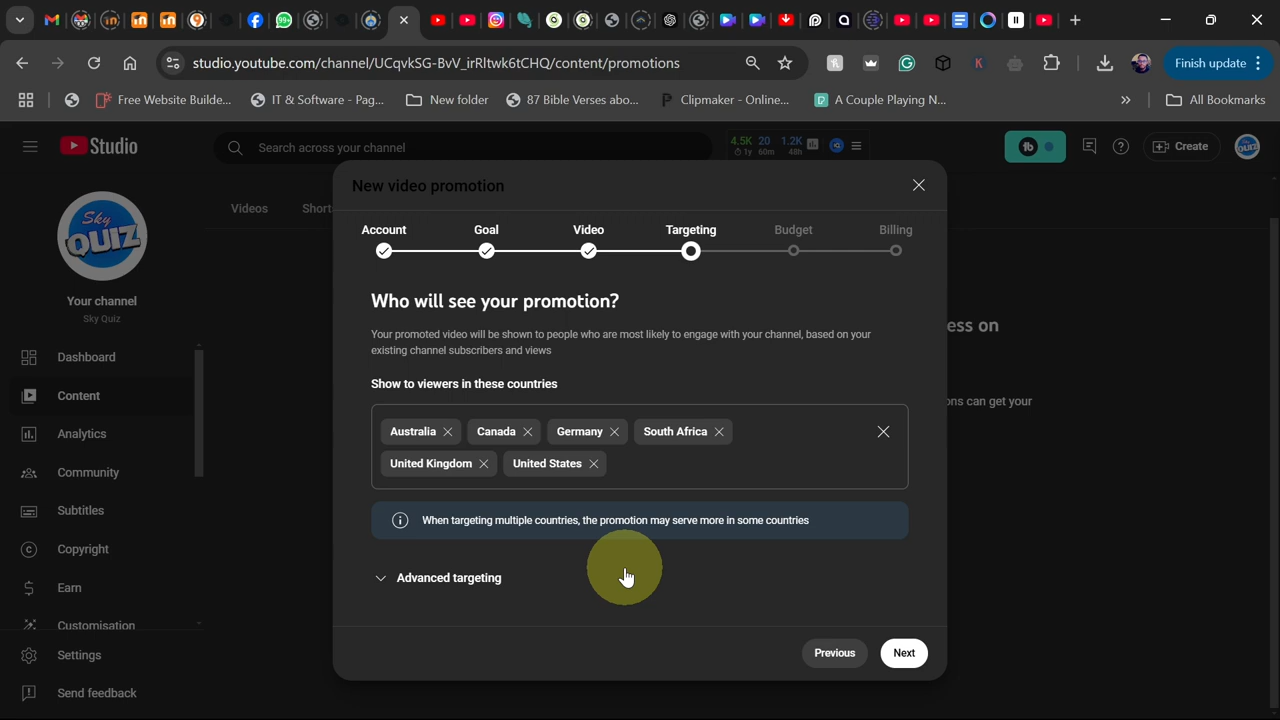 99+
studio.youtube.com/channel/UCqvkSG-BvV_irRltwk6tCHQ/content/promotions
Finish update
Free Website Builde...
IT & Software - Pag...
New folder
87 Bible Verses abo...
Clipmaker - Online...
A Couple Playing N...
»
All Bookmarks
Studio
Search across your channel
4.5K 20 1.2K
1y 60m 48h
tb
Create
Sky
QUIZ
Your channel
Sky Quiz
Dashboard
Content
Analytics
Community
Subtitles
Copyright
Earn
Customisation
Settings
Send feedback
Videos
Short
New video promotion
Account
Goal
Video
Targeting
Budget
Billing
Who will see your promotion?
Your promoted video will be shown to people who are most likely to engage with your channel, based on your
existing channel subscribers and views
Show to viewers in these countries
Australia
Canada
Germany
South Africa
United Kingdom
United States
When targeting multiple countries, the promotion may serve more in some countries
Advanced targeting
Previous
Next
ess on
ons can get your